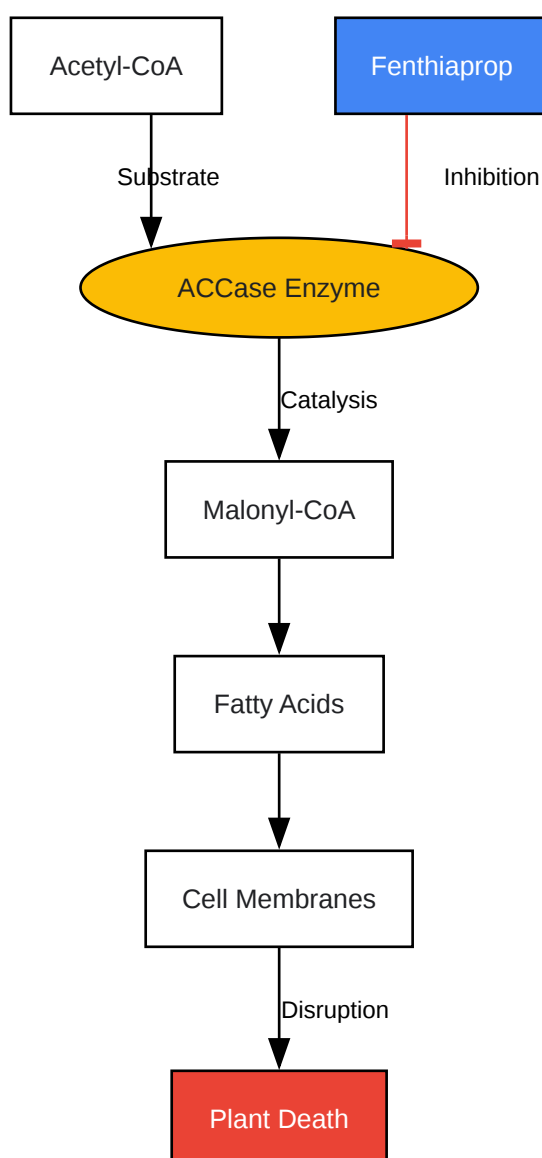 Acetyl-CoA
Fenthiaprop
Substrate
Inhibition
ACCase Enzyme
Catalysis
Malonyl-CoA
Fatty Acids
Cell Membranes
Disruption
Plant Death